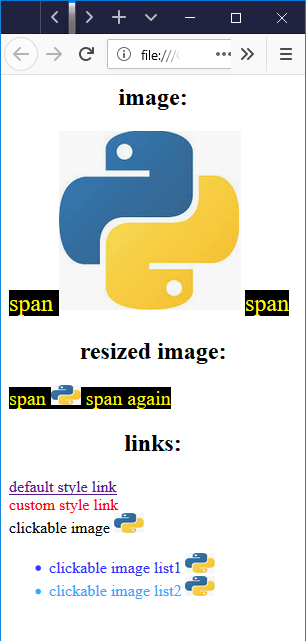 file:///
image:
span span
resized image:
span span again
links:
default style link
custom style link
clickable image
clickable image list1
clickable image list2